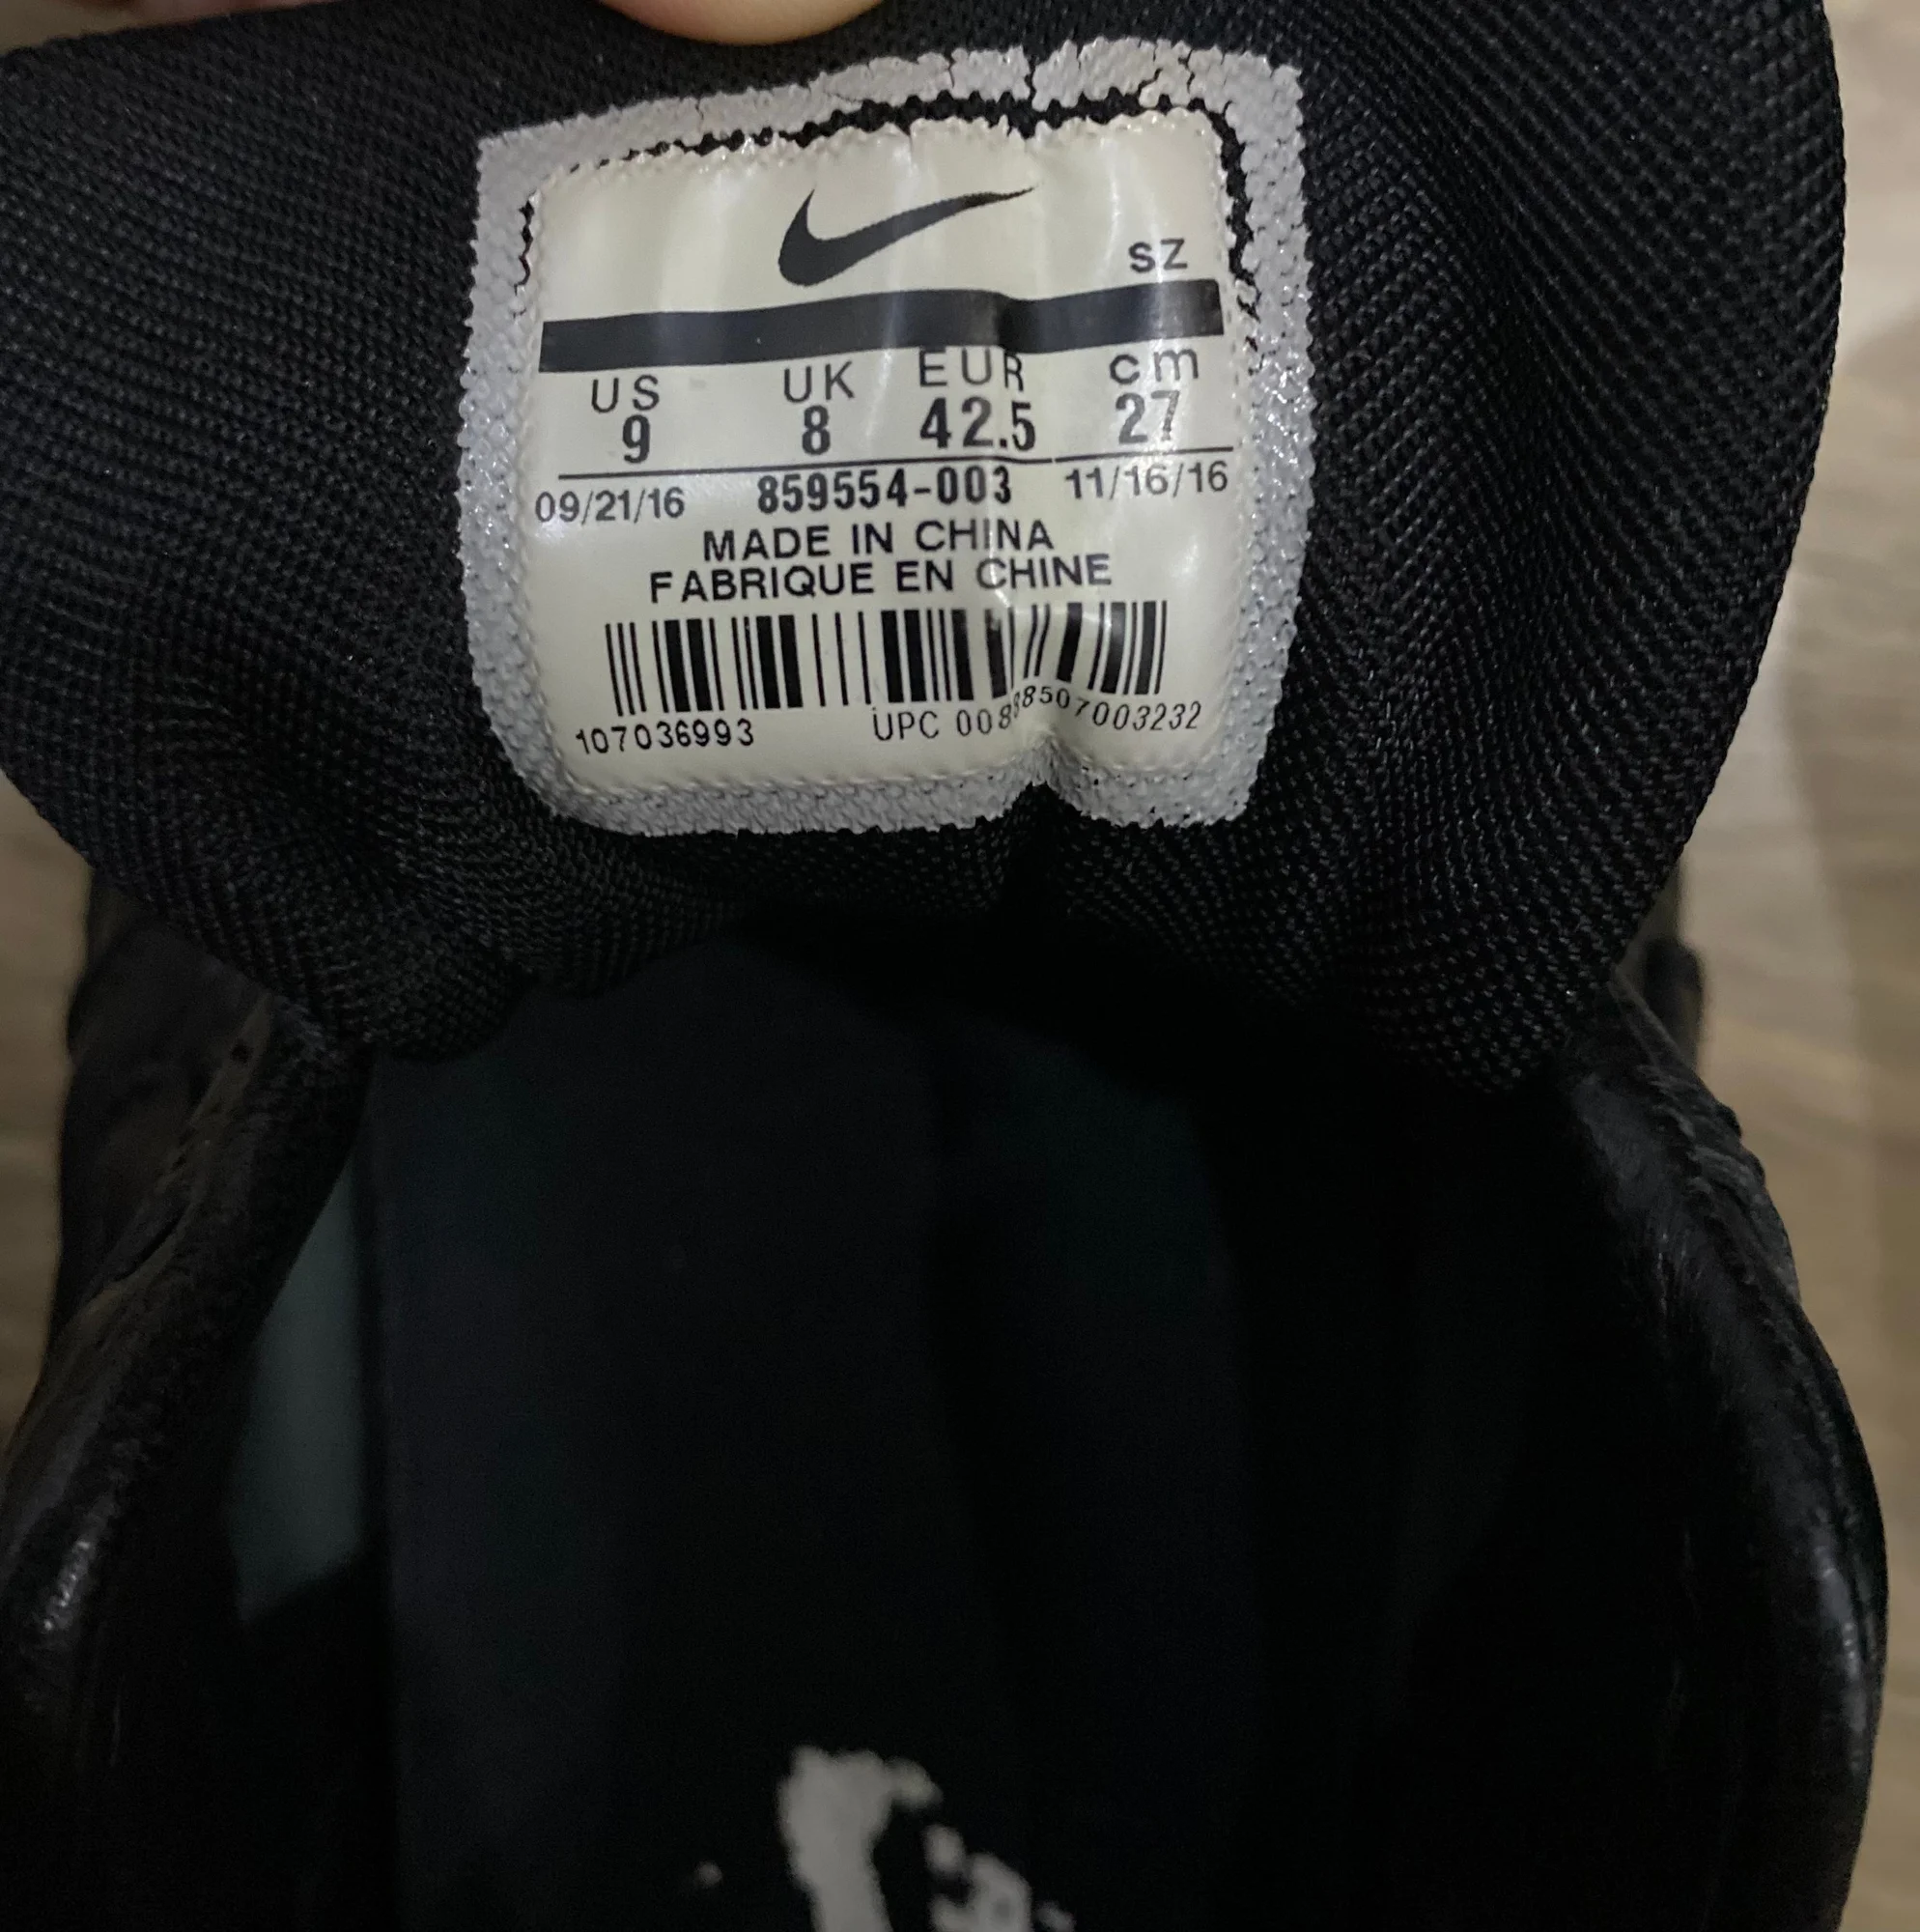 SZ
US UK EUR cm
9 8 42.5 27
09/21/16 859554-003 11/16/16
MADE IN CHINA
FABRIQUE EN CHINE
107036993 UPC 00888507003232